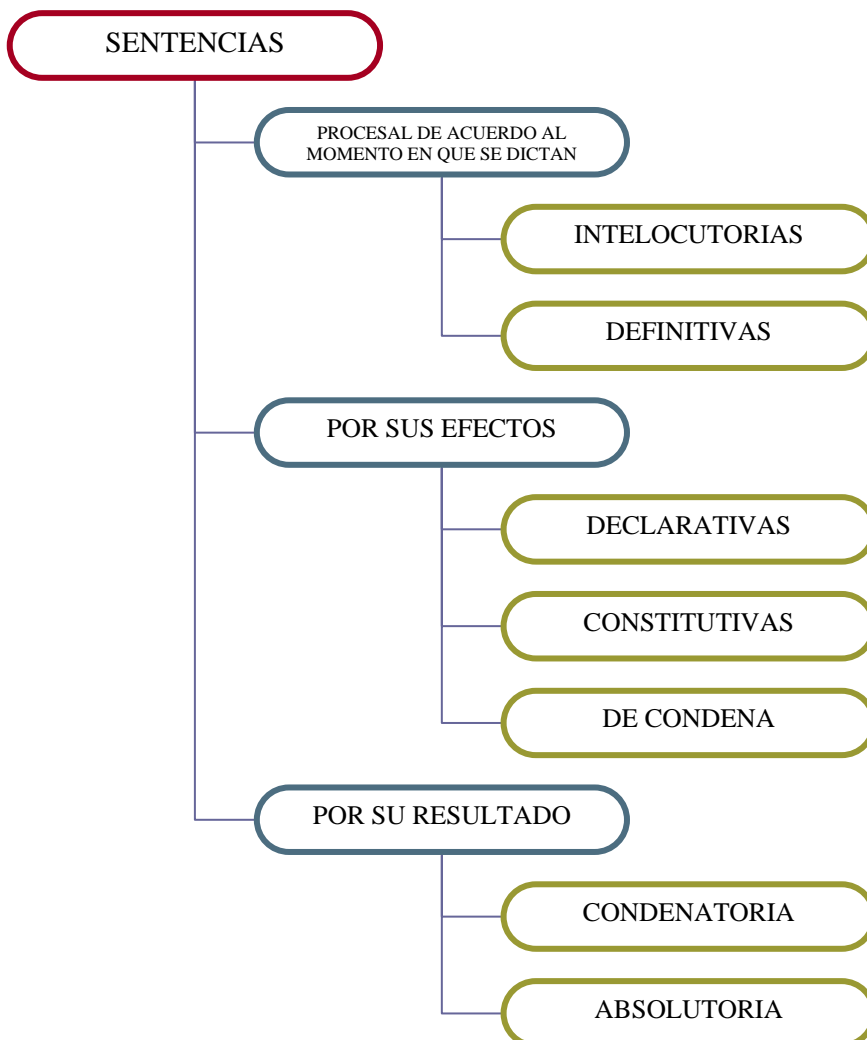 SENTENCIAS
PROCESAL DE ACUERDO AL
MOMENTO EN QUE SE DICTAN
INTELOCUTORIAS
DEFINITIVAS
POR SUS EFECTOS
DECLARATIVAS
CONSTITUTIVAS
DE CONDENA
POR SU RESULTADO
CONDENATORIA
ABSOLUTORIA